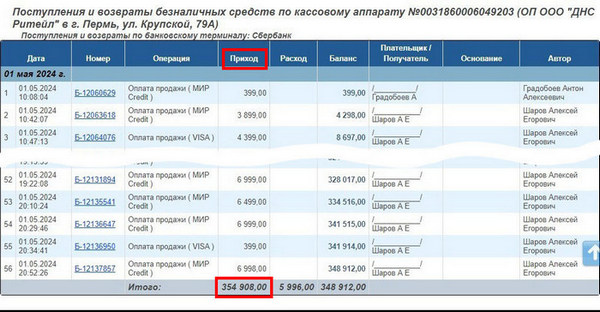 Поступления и возвраты безналичных средств по кассовому аппарату №0031860006049203 (ОП ООО "ДНС
Ритейл" в г. Пермь, ул. Крупской, 79А)
Поступления и возвраты по банковскому терминалу: Сбербанк
Дата Номер Операция Приход Расход Баланс Плательщик / Получатель Основание Автор
01 мая 2024 г.
1 01.05.2024 10:08:04 Б-12060629 Оплата продажи ( МИР Credit ) 399,00 399,00 /__________/ Градобоев А Градобоев Антон Алексеевич
2 01.05.2024 10:42:07 Б-12063618 Оплата продажи ( МИР Credit ) 3 899,00 4 298,00 /__________/ Шаров А Е Шаров Алексей Егорович
3 01.05.2024 10:47:13 Б-12064076 Оплата продажи ( VISA ) 4 399,00 8 697,00 /__________/ Шаров А Е Шаров Алексей Егорович
52 01.05.2024 19:22:08 Б-12131894 Оплата продажи ( МИР Credit ) 6 999,00 328 017,00 /__________/ Шаров А Е Шаров Алексей Егорович
53 01.05.2024 20:10:24 Б-12135541 Оплата продажи ( МИР Credit ) 6 499,00 334 516,00 /__________/ Шаров А Е Шаров Алексей Егорович
54 01.05.2024 20:29:46 Б-12136647 Оплата продажи ( МИР Credit ) 6 999,00 341 515,00 /__________/ Шаров А Е Шаров Алексей Егорович
55 01.05.2024 20:34:41 Б-12136950 Оплата продажи ( VISA ) 399,00 341 914,00 /__________/ Шаров А Е Шаров Алексей Егорович
56 01.05.2024 20:52:26 Б-12137857 Оплата продажи ( МИР Credit ) 6 998,00 348 912,00 /__________/ Шаров А Е Шаров Алексей Егорович
Итого: 354 908,00 5 996,00 348 912,00